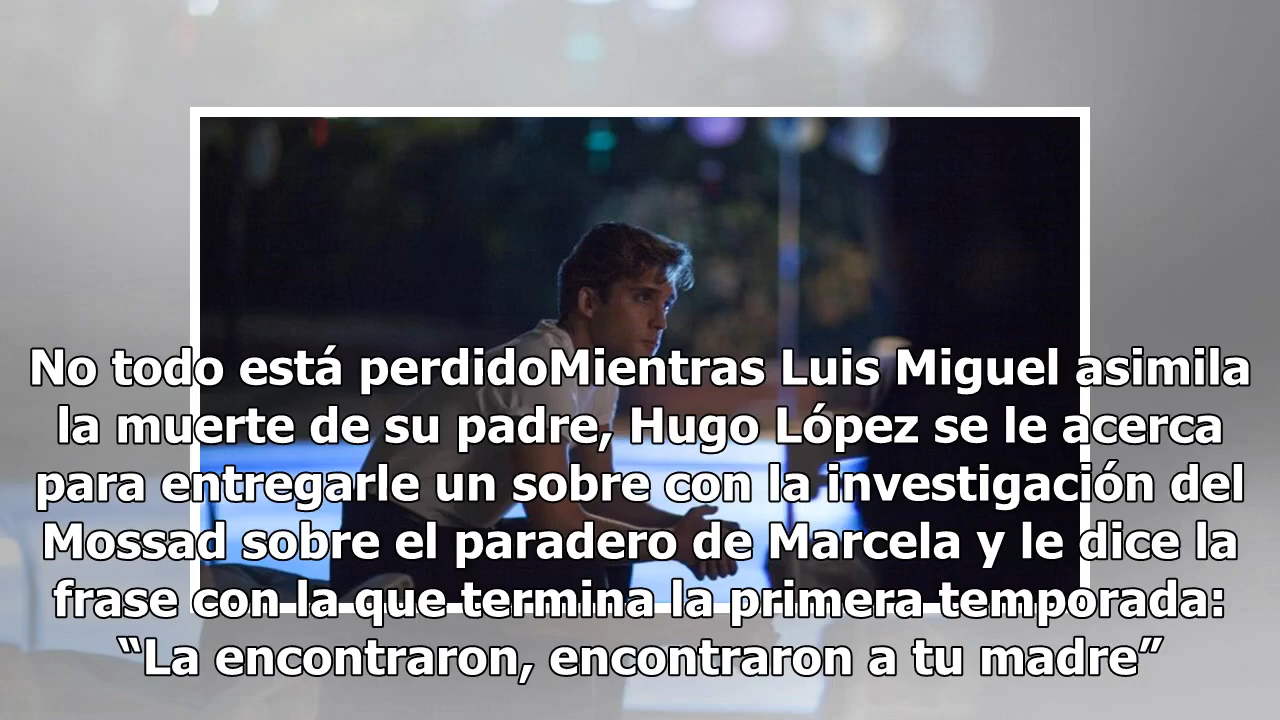 No todo está perdidoMientras Luis Miguel asimila
la muerte de su padre, Hugo López se le acerca
para entregarle un sobre con la investigación del
Mossad sobre el paradero de Marcela y le dice la
frase con la que termina la primera temporada:
“La encontraron, encontraron a tu madre”